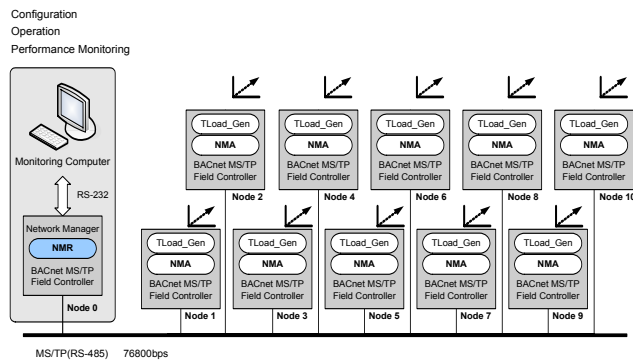 Configuration
Operation
Performance Monitoring
Monitoring Computer
RS-232
Network Manager
NMR
BACnet MS/TP
Field Controller
Node 0
TLoad_Gen
NMA
BACnet MS/TP
Field Controller
Node 2
TLoad_Gen
NMA
BACnet MS/TP
Field Controller
Node 4
TLoad_Gen
NMA
BACnet MS/TP
Field Controller
Node 6
TLoad_Gen
NMA
BACnet MS/TP
Field Controller
Node 8
TLoad_Gen
NMA
BACnet MS/TP
Field Controller
Node 10
TLoad_Gen
NMA
BACnet MS/TP
Field Controller
Node 1
TLoad_Gen
NMA
BACnet MS/TP
Field Controller
Node 3
TLoad_Gen
NMA
BACnet MS/TP
Field Controller
Node 5
TLoad_Gen
NMA
BACnet MS/TP
Field Controller
Node 7
TLoad_Gen
NMA
BACnet MS/TP
Field Controller
Node 9
MS/TP(RS-485) 76800bps